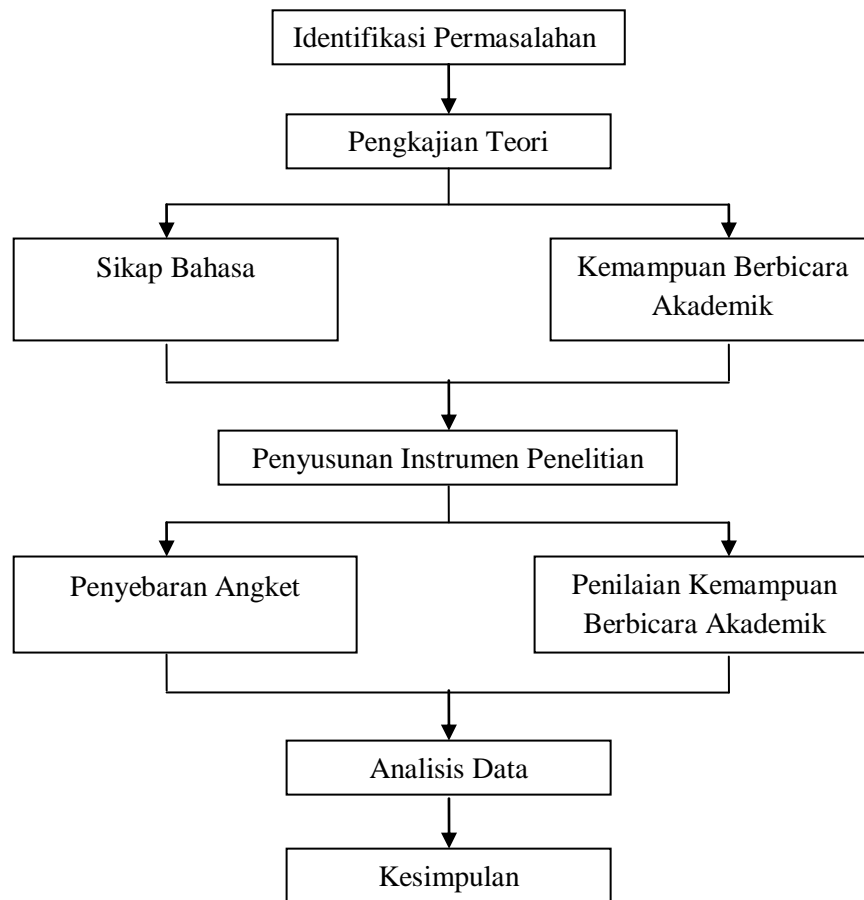 Identifikasi Permasalahan
Pengkajian Teori
Sikap Bahasa
Kemampuan Berbicara
Akademik
Penyusunan Instrumen Penelitian
Penyebaran Angket
Penilaian Kemampuan
Berbicara Akademik
Analisis Data
Kesimpulan